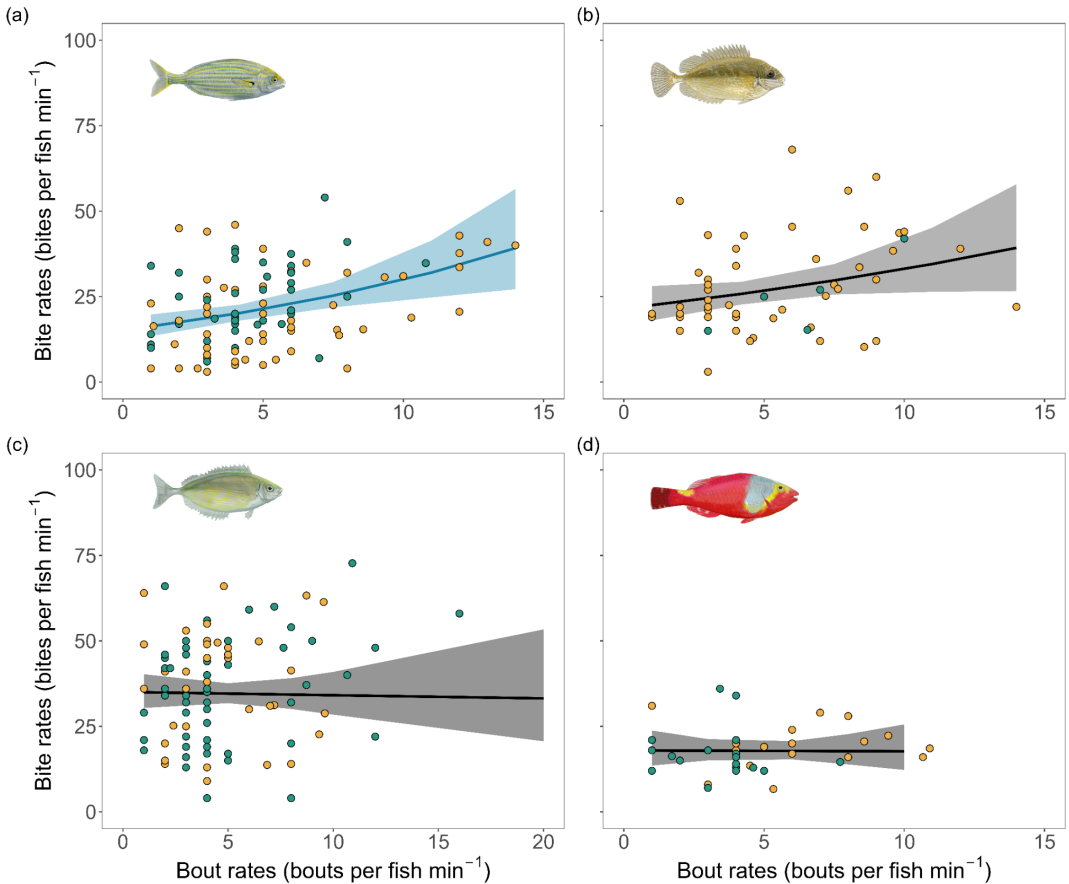 (a)
(b)
100
75
50
25
0
Bite rates (bites per fish min⁻¹)
0 5 10 15
0 5 10 15
(c)
(d)
100
75
50
25
0
Bite rates (bites per fish min⁻¹)
0 5 10 15 20
0 5 10 15
Bout rates (bouts per fish min⁻¹)
Bout rates (bouts per fish min⁻¹)